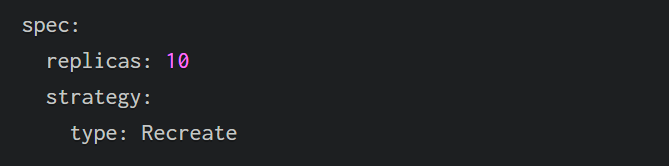 spec:
  replicas: 10
  strategy:
    type: Recreate